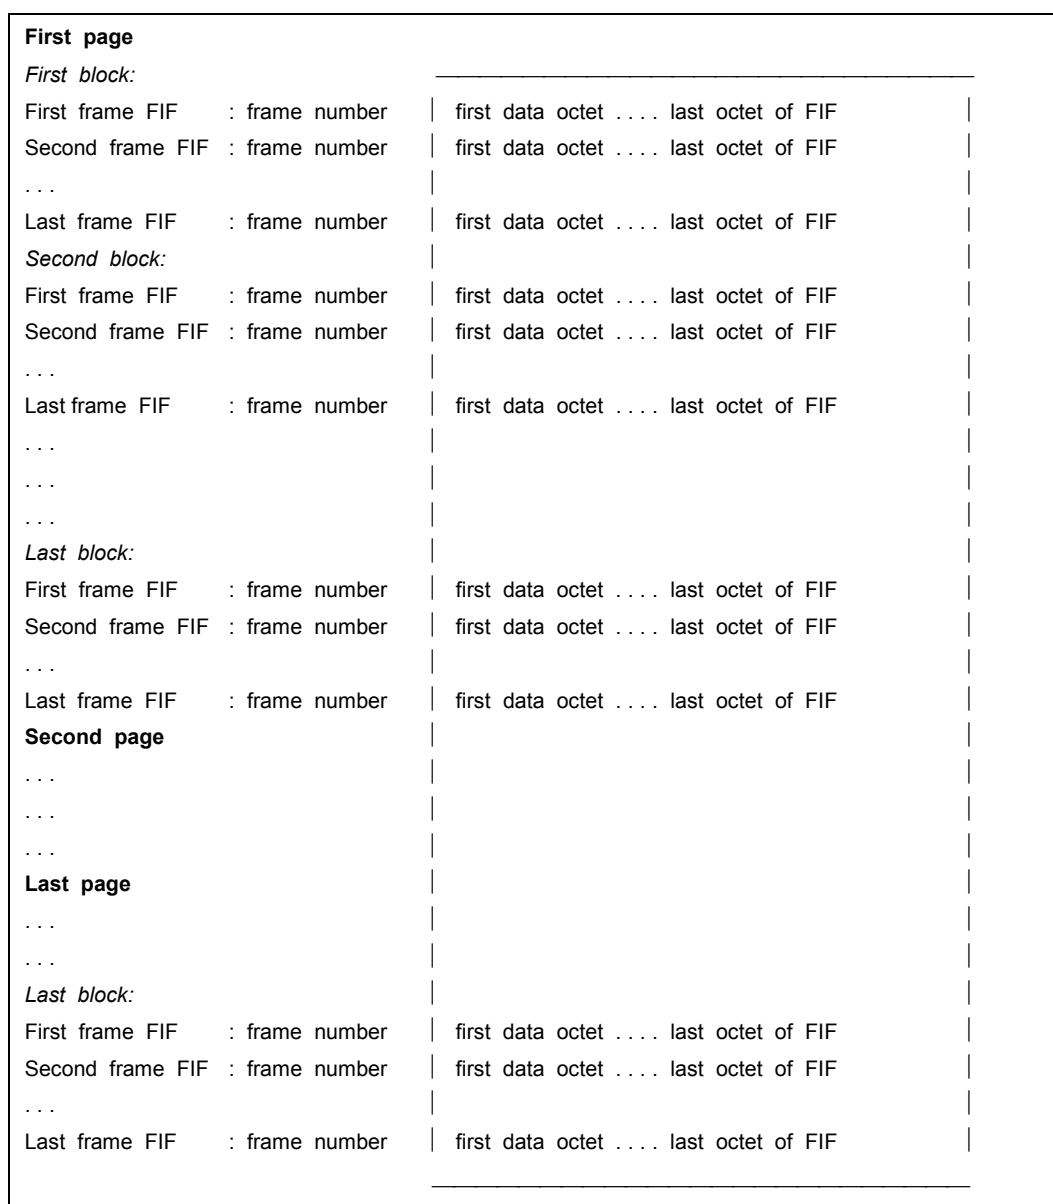 First page
First block:
First frame FIF : frame number | first data octet . . . . last octet of FIF |
Second frame FIF : frame number | first data octet . . . . last octet of FIF |
. . . | |
Last frame FIF : frame number | first data octet . . . . last octet of FIF |
Second block: | |
First frame FIF : frame number | first data octet . . . . last octet of FIF |
Second frame FIF : frame number | first data octet . . . . last octet of FIF |
. . . | |
Last frame FIF : frame number | first data octet . . . . last octet of FIF |
. . . | |
. . . | |
. . . | |
Last block: | |
First frame FIF : frame number | first data octet . . . . last octet of FIF |
Second frame FIF : frame number | first data octet . . . . last octet of FIF |
. . . | |
Last frame FIF : frame number | first data octet . . . . last octet of FIF |
Second page | |
. . . | |
. . . | |
. . . | |
Last page | |
. . . | |
. . . | |
Last block: | |
First frame FIF : frame number | first data octet . . . . last octet of FIF |
Second frame FIF : frame number | first data octet . . . . last octet of FIF |
. . . | |
Last frame FIF : frame number | first data octet . . . . last octet of FIF |